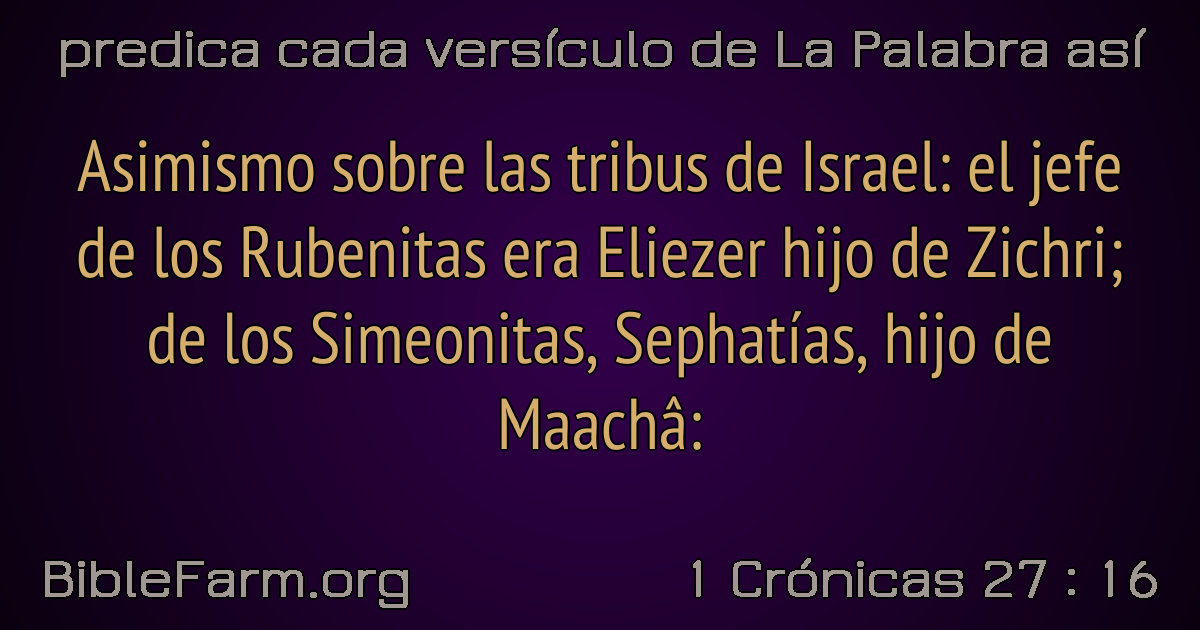 predica cada versículo de La Palabra así
Asimismo sobre las tribus de Israel: el jefe
de los Rubenitas era Eliezer hijo de Zichri;
de los Simeonitas, Sephatías, hijo de
Maachâ:
BibleFarm.org
1 Crónicas 27 : 16